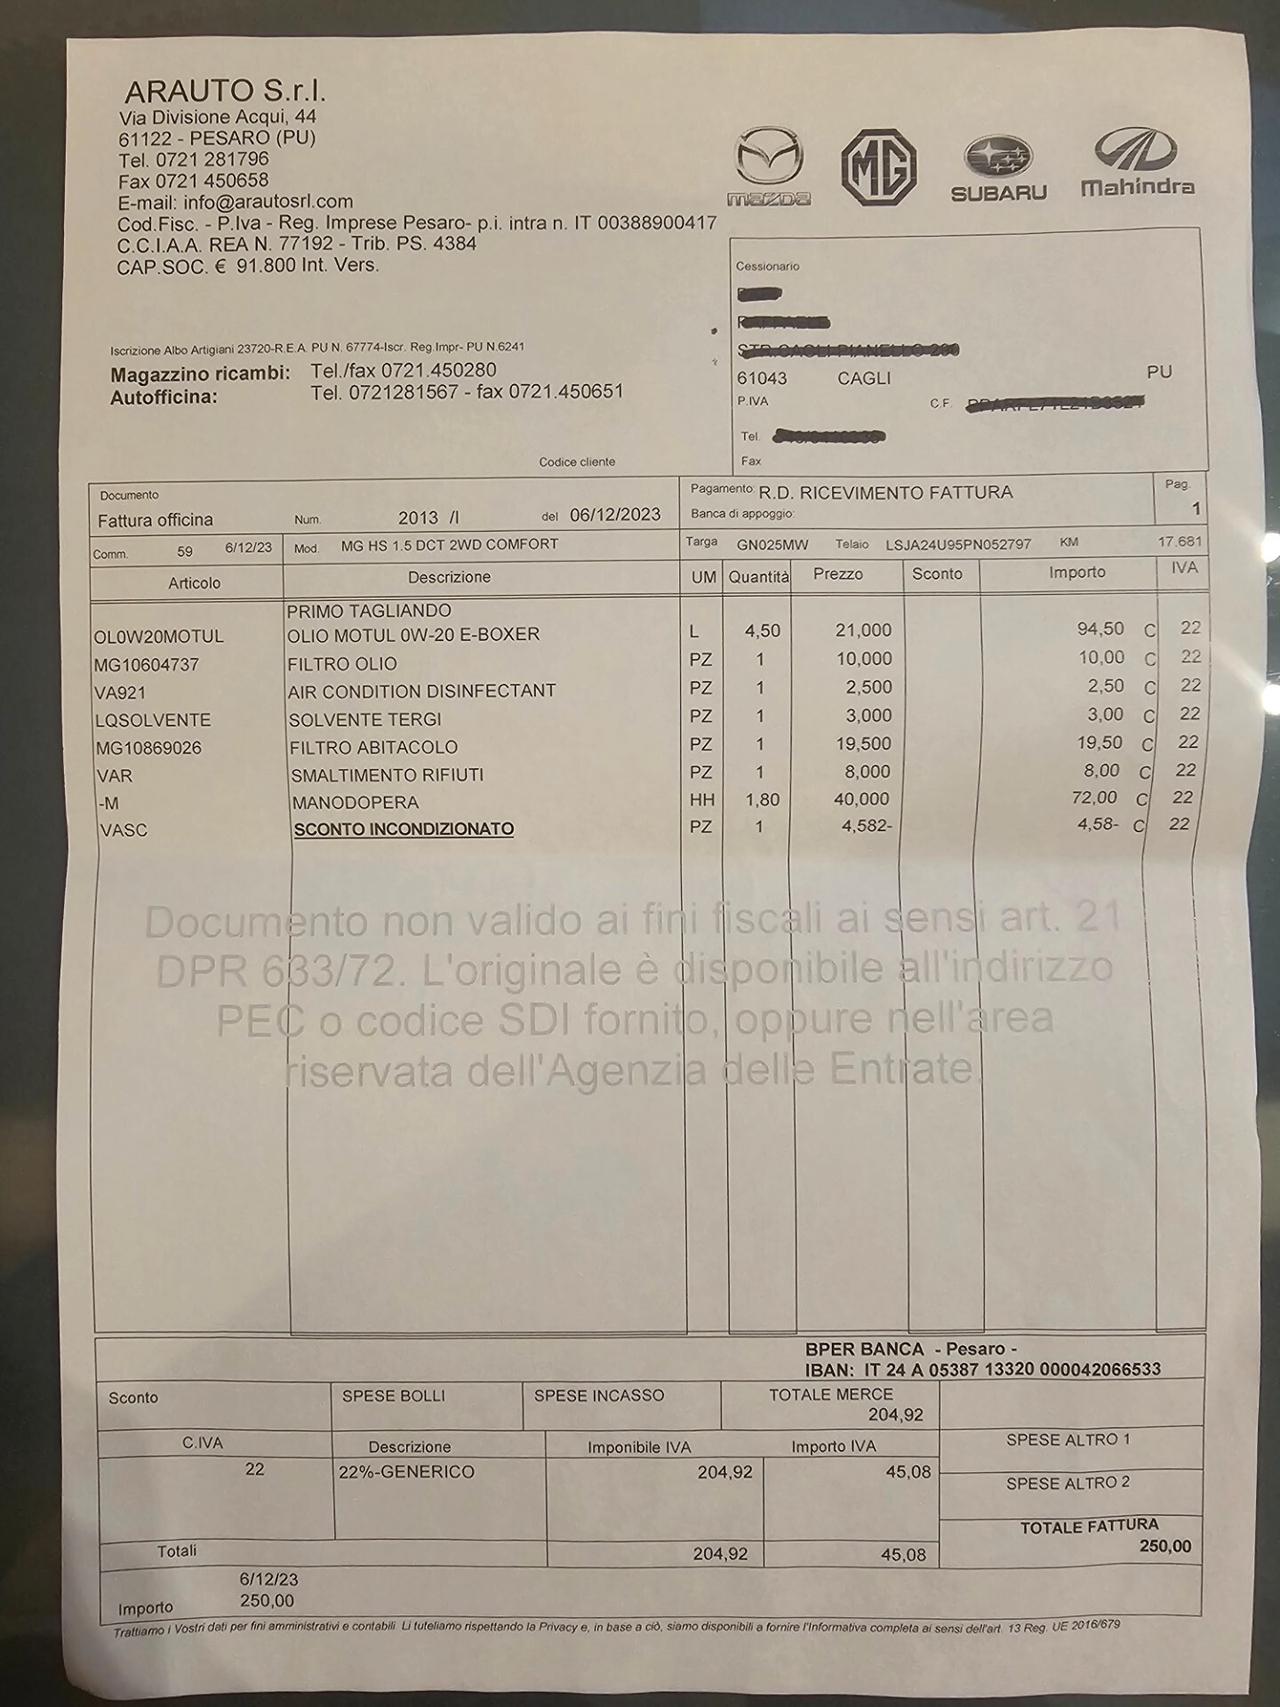 ARAUTO S.r.l.
Via Divisione Acqui, 44
61122 - PESARO (PU)
Tel. 0721 281796
Fax 0721 450658
E-mail: info@arautosrl.com
Cod.Fisc. - P.Iva - Reg. Imprese Pesaro- p.i. intra n. IT 00388900417
C.C.I.A.A. REA N. 77192 - Trib. PS. 4384
CAP.SOC. € 91.800 Int. Vers.
mazda MG SUBARU Mahindra
Iscrizione Albo Artigiani 23720-R.E.A. PU N. 67774-Iscr. Reg.Impr- PU N.6241
Magazzino ricambi: Tel./fax 0721.450280
Autofficina: Tel. 0721281567 - fax 0721.450651
Cessionario
61043 CAGLI PU
P.IVA C.F.
Tel.
Fax
Codice cliente
Documento Pagamento: R.D. RICEVIMENTO FATTURA Pag.
Fattura officina Num. 2013 /I del 06/12/2023 Banca di appoggio: 1
Comm. 59 6/12/23 Mod. MG HS 1.5 DCT 2WD COMFORT Targa GN025MW Telaio LSJA24U95PN052797 KM 17.681
Articolo Descrizione UM Quantità Prezzo Sconto Importo IVA
PRIMO TAGLIANDO
OL0W20MOTUL OLIO MOTUL 0W-20 E-BOXER L 4,50 21,000 94,50 C 22
MG10604737 FILTRO OLIO PZ 1 10,000 10,00 C 22
VA921 AIR CONDITION DISINFECTANT PZ 1 2,500 2,50 C 22
LQSOLVENTE SOLVENTE TERGI PZ 1 3,000 3,00 C 22
MG10869026 FILTRO ABITACOLO PZ 1 19,500 19,50 C 22
VAR SMALTIMENTO RIFIUTI PZ 1 8,000 8,00 C 22
-M MANODOPERA HH 1,80 40,000 72,00 C 22
VASC SCONTO INCONDIZIONATO PZ 1 4,582- 4,58- C 22
Documento non valido ai fini fiscali ai sensi art. 21
DPR 633/72. L'originale è disponibile all'indirizzo
PEC o codice SDI fornito, oppure nell'area
riservata dell'Agenzia delle Entrate.
BPER BANCA - Pesaro -
IBAN: IT 24 A 05387 13320 000042066533
Sconto SPESE BOLLI SPESE INCASSO TOTALE MERCE
204,92
C.IVA Descrizione Imponibile IVA Importo IVA SPESE ALTRO 1
22 22%-GENERICO 204,92 45,08
SPESE ALTRO 2
TOTALE FATTURA
250,00
Totali 204,92 45,08
6/12/23
Importo 250,00
Trattiamo i Vostri dati per fini amministrativi e contabili Li tuteliamo rispettando la Privacy e, in base a ciò, siamo disponibili a fornire l'Informativa completa ai sensi dell'art. 13 Reg. UE 2016/679